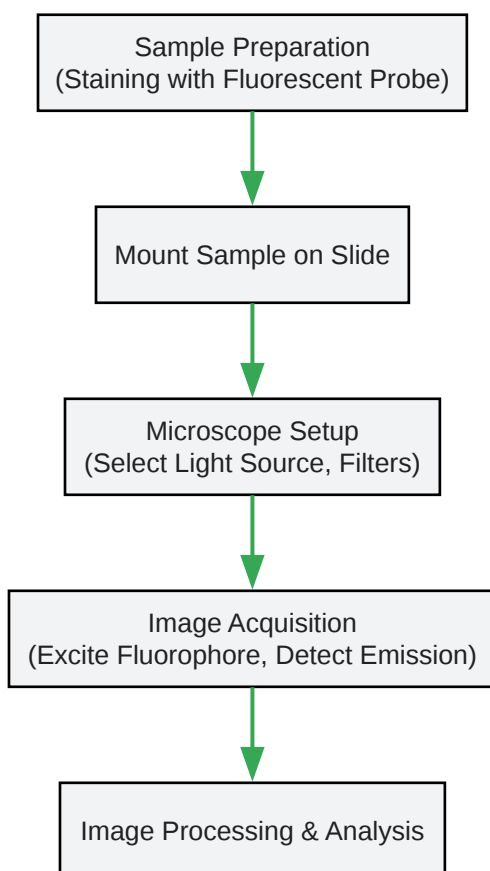 Sample Preparation
(Staining with Fluorescent Probe)
Mount Sample on Slide
Microscope Setup
(Select Light Source, Filters)
Image Acquisition
(Excite Fluorophore, Detect Emission)
Image Processing & Analysis